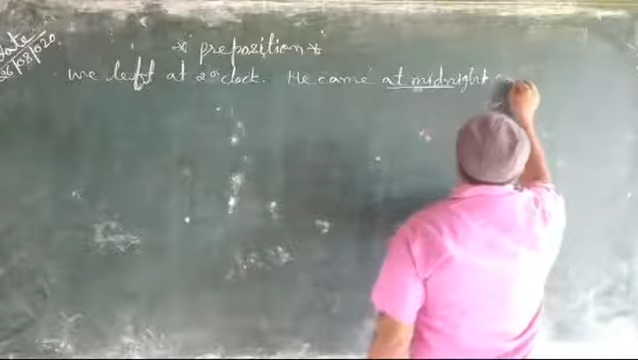 Date
26/08/020
* preposition *
We left at 2 o'clock. He came at midnight